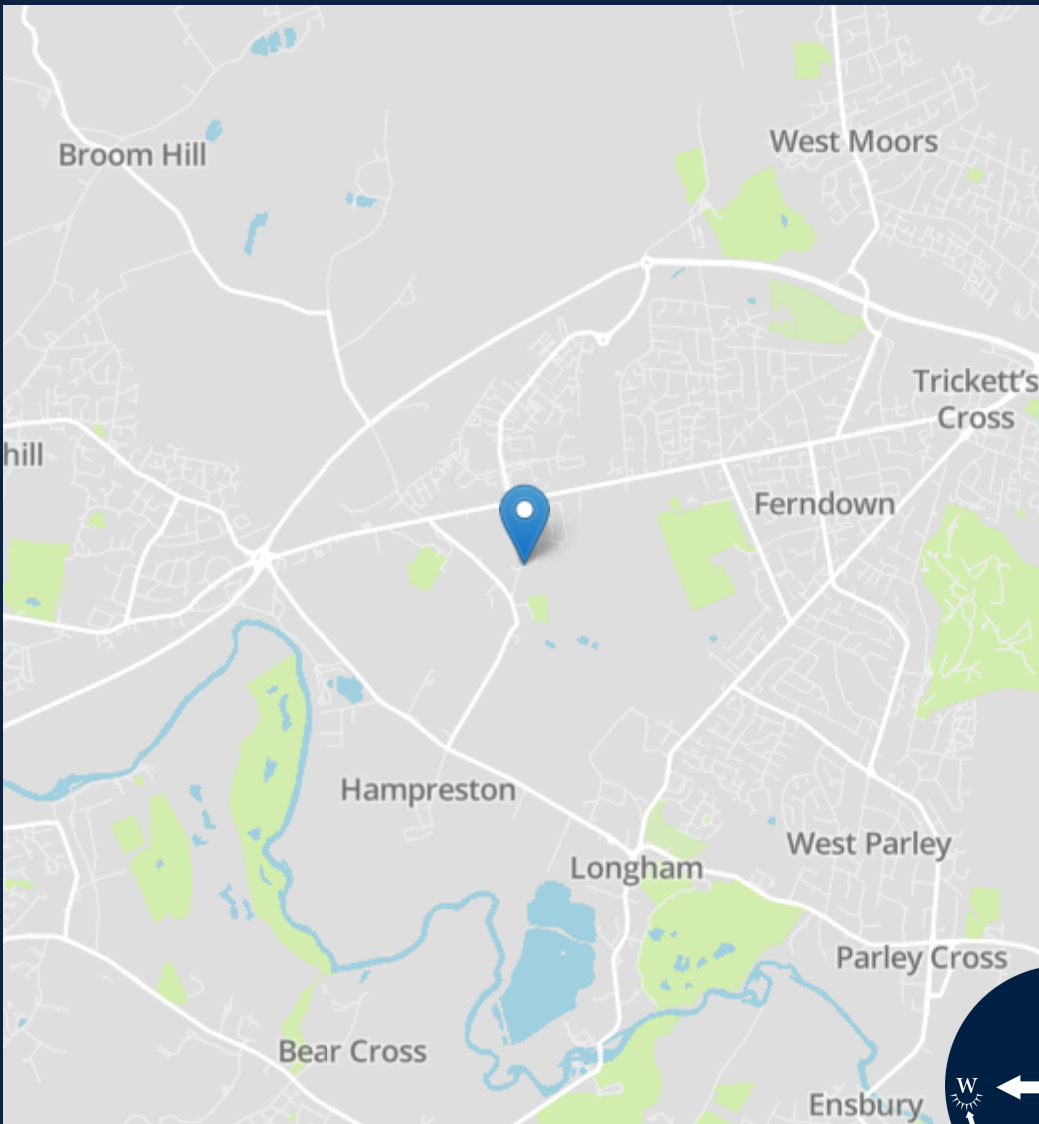 West Moors
Broom Hill
Trickett's
Cross
hill
Ferndown
Hampreston
West Parley
Longham
Parley Cross
Bear Cross
W
Ensbury